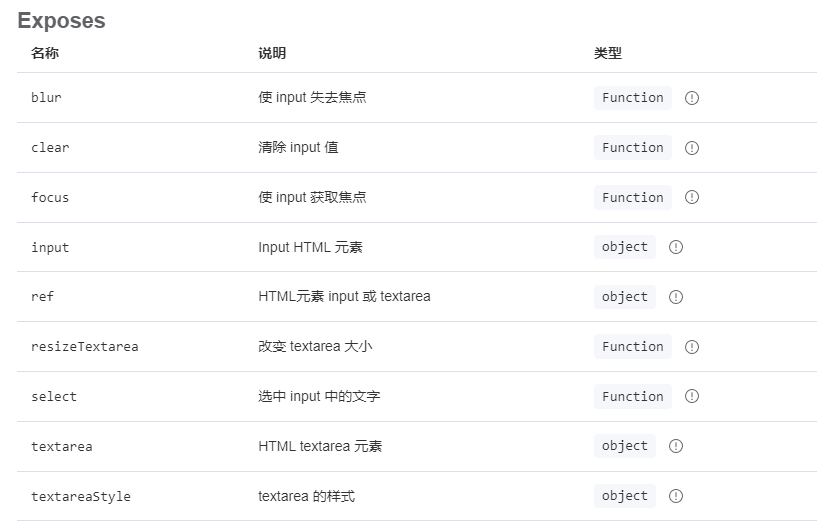 Exposes
名称 说明 类型
blur 使 input 失去焦点 Function
clear 清除 input 值 Function
focus 使 input 获取焦点 Function
input Input HTML 元素 object
ref HTML元素 input 或 textarea object
resizeTextarea 改变 textarea 大小 Function
select 选中 input 中的文字 Function
textarea HTML textarea 元素 object
textareaStyle textarea 的样式 object